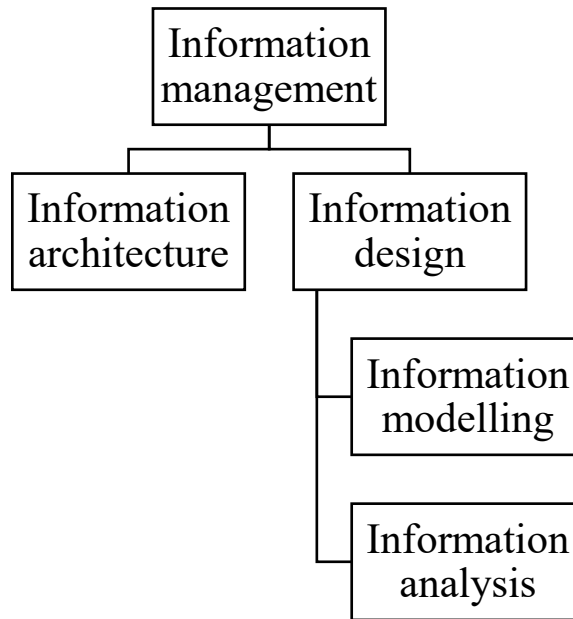 Information
management
Information
architecture
Information
design
Information
modelling
Information
analysis